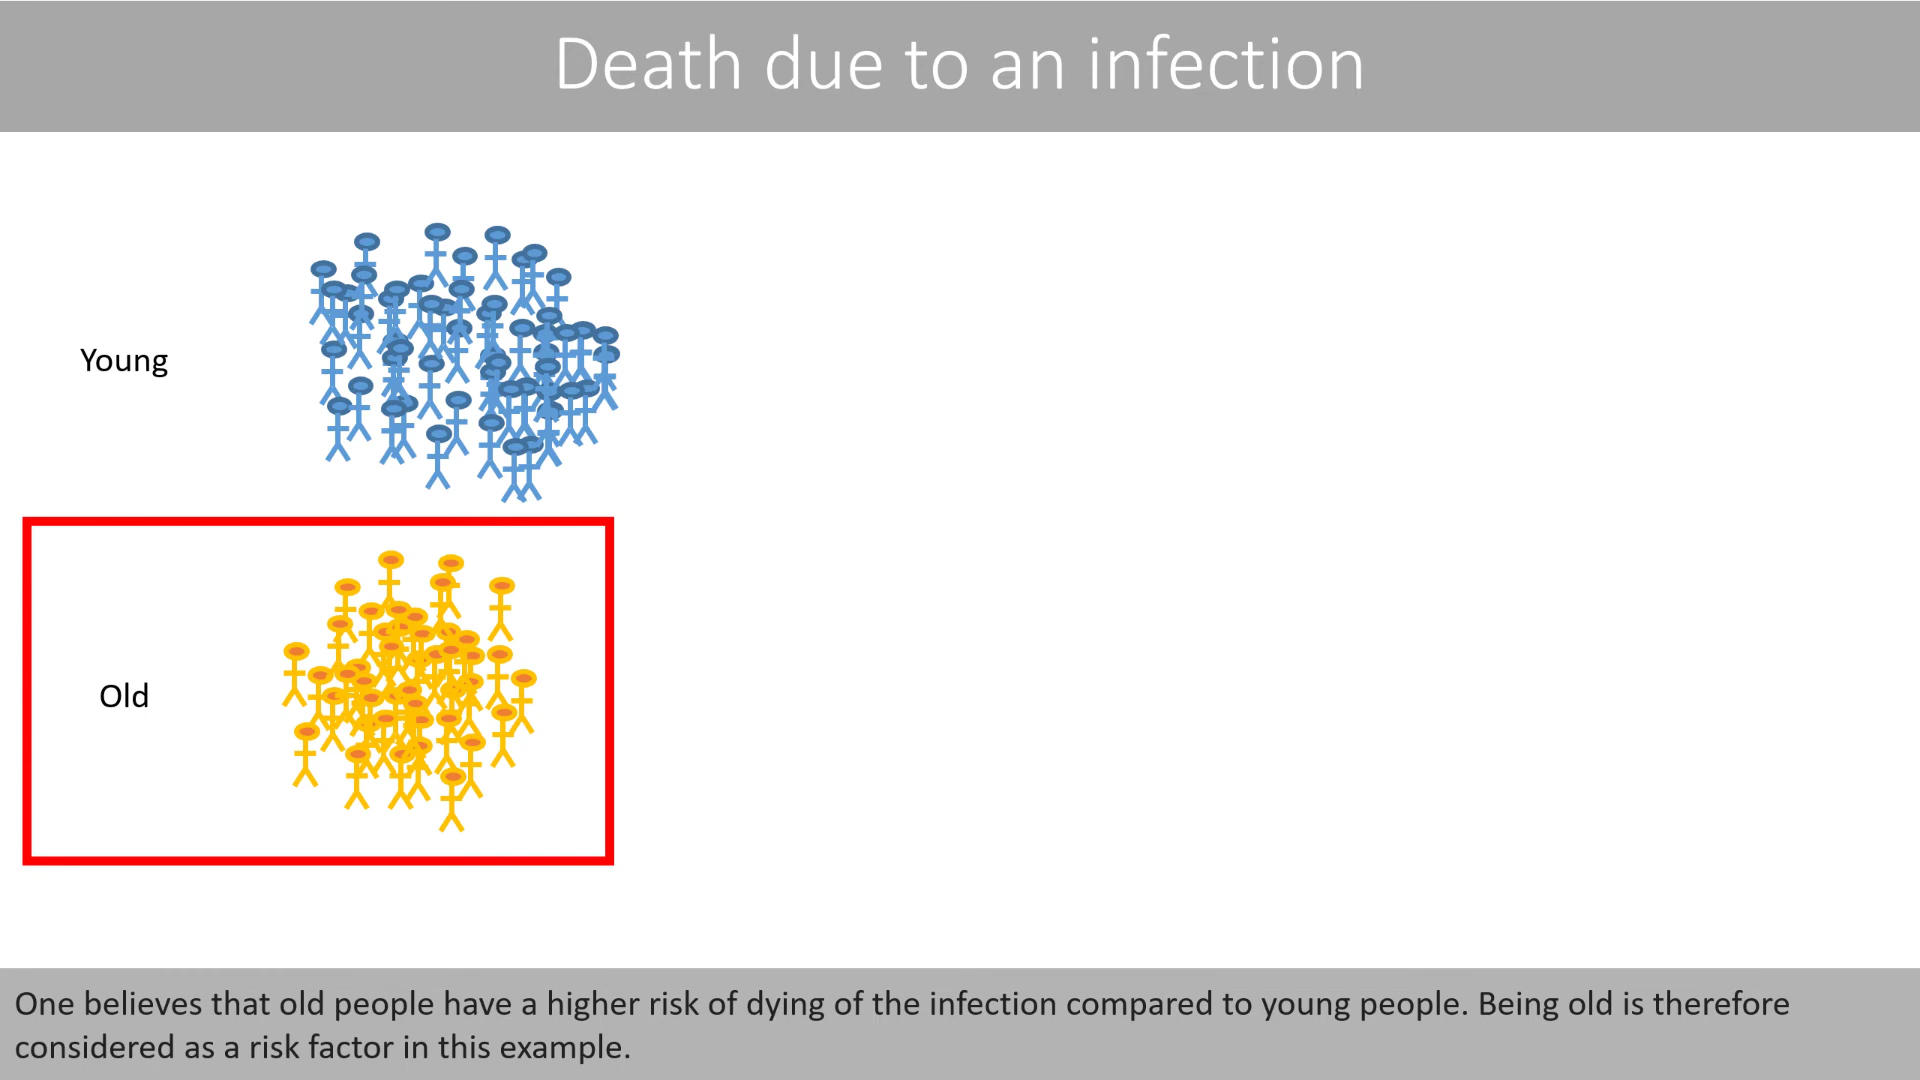 Death due to an infection
Young
Old
One believes that old people have a higher risk of dying of the infection compared to young people. Being old is therefore
considered as a risk factor in this example.